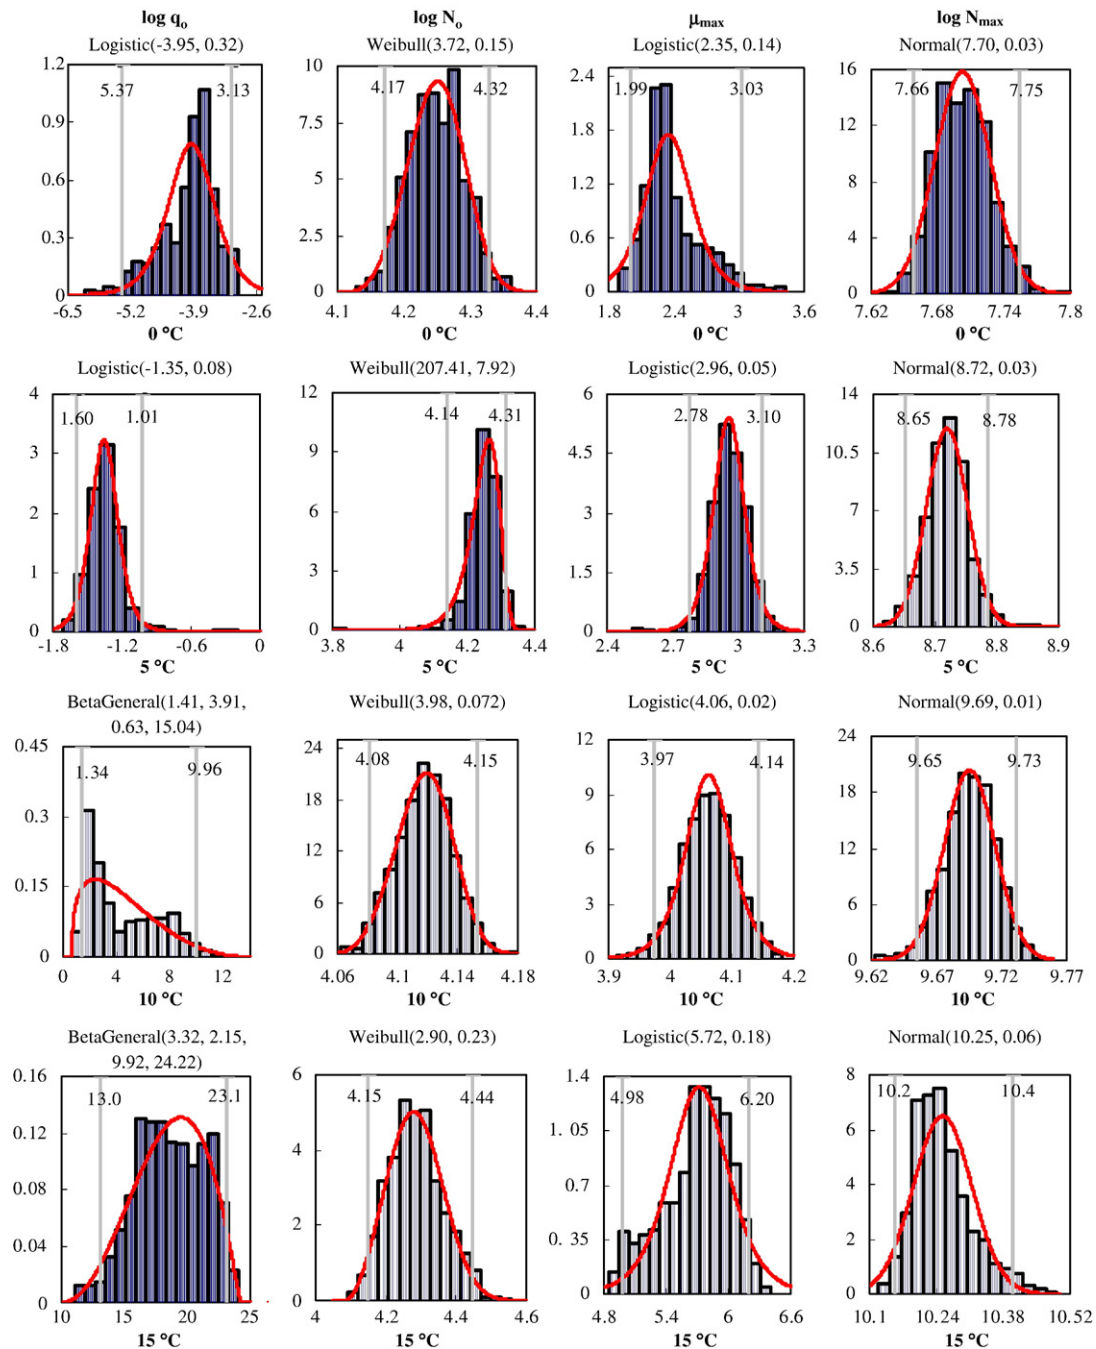 log qₒ log Nₒ μₘₐₓ log Nₘₐₓ
Logistic(-3.95, 0.32) Weibull(3.72, 0.15) Logistic(2.35, 0.14) Normal(7.70, 0.03)
1.2 10 2.4 16
5.37 3.13 4.17 4.32 1.99 3.03 7.66 7.75
0.9 7.5 1.8 12
0.6 5 1.2 8
0.3 2.5 0.6 4
0 0 0 0
-6.5 -5.2 -3.9 -2.6 4.1 4.2 4.3 4.4 1.8 2.4 3 3.6 7.62 7.68 7.74 7.8
0 °C 0 °C 0 °C 0 °C
Logistic(-1.35, 0.08) Weibull(207.41, 7.92) Logistic(2.96, 0.05) Normal(8.72, 0.03)
4 12 6 14
1.60 1.01 4.14 4.31 2.78 3.10 8.65 8.78
3 9 4.5 10.5
2 6 3 7
1 3 1.5 3.5
0 0 0 0
-1.8 -1.2 -0.6 0 3.8 4 4.2 4.4 2.4 2.7 3 3.3 8.6 8.7 8.8 8.9
5 °C 5 °C 5 °C 5 °C
BetaGeneral(1.41, 3.91, Weibull(3.98, 0.072) Logistic(4.06, 0.02) Normal(9.69, 0.01)
0.63, 15.04)
0.45 24 12 24
1.34 9.96 4.08 4.15 3.97 4.14 9.65 9.73
0.3 18 9 18
0.15 12 6 12
6 3 6
0 0 0 0
0 4 8 12 4.06 4.1 4.14 4.18 3.9 4 4.1 4.2 9.62 9.67 9.72 9.77
10 °C 10 °C 10 °C 10 °C
BetaGeneral(3.32, 2.15, Weibull(2.90, 0.23) Logistic(5.72, 0.18) Normal(10.25, 0.06)
9.92, 24.22)
0.16 6 1.4 8
13.0 23.1 4.15 4.44 4.98 6.20 10.2 10.4
0.12 4 1. 05 6
0.08 0.7 4
0.04 2 0. 35 2
0 0 0 0
10 15 20 25 4 4.2 4.4 4.6 4.8 5.4 6 6.6 10.1 10.24 10.38 10.52
15 °C 15 °C 15 °C 15 °C